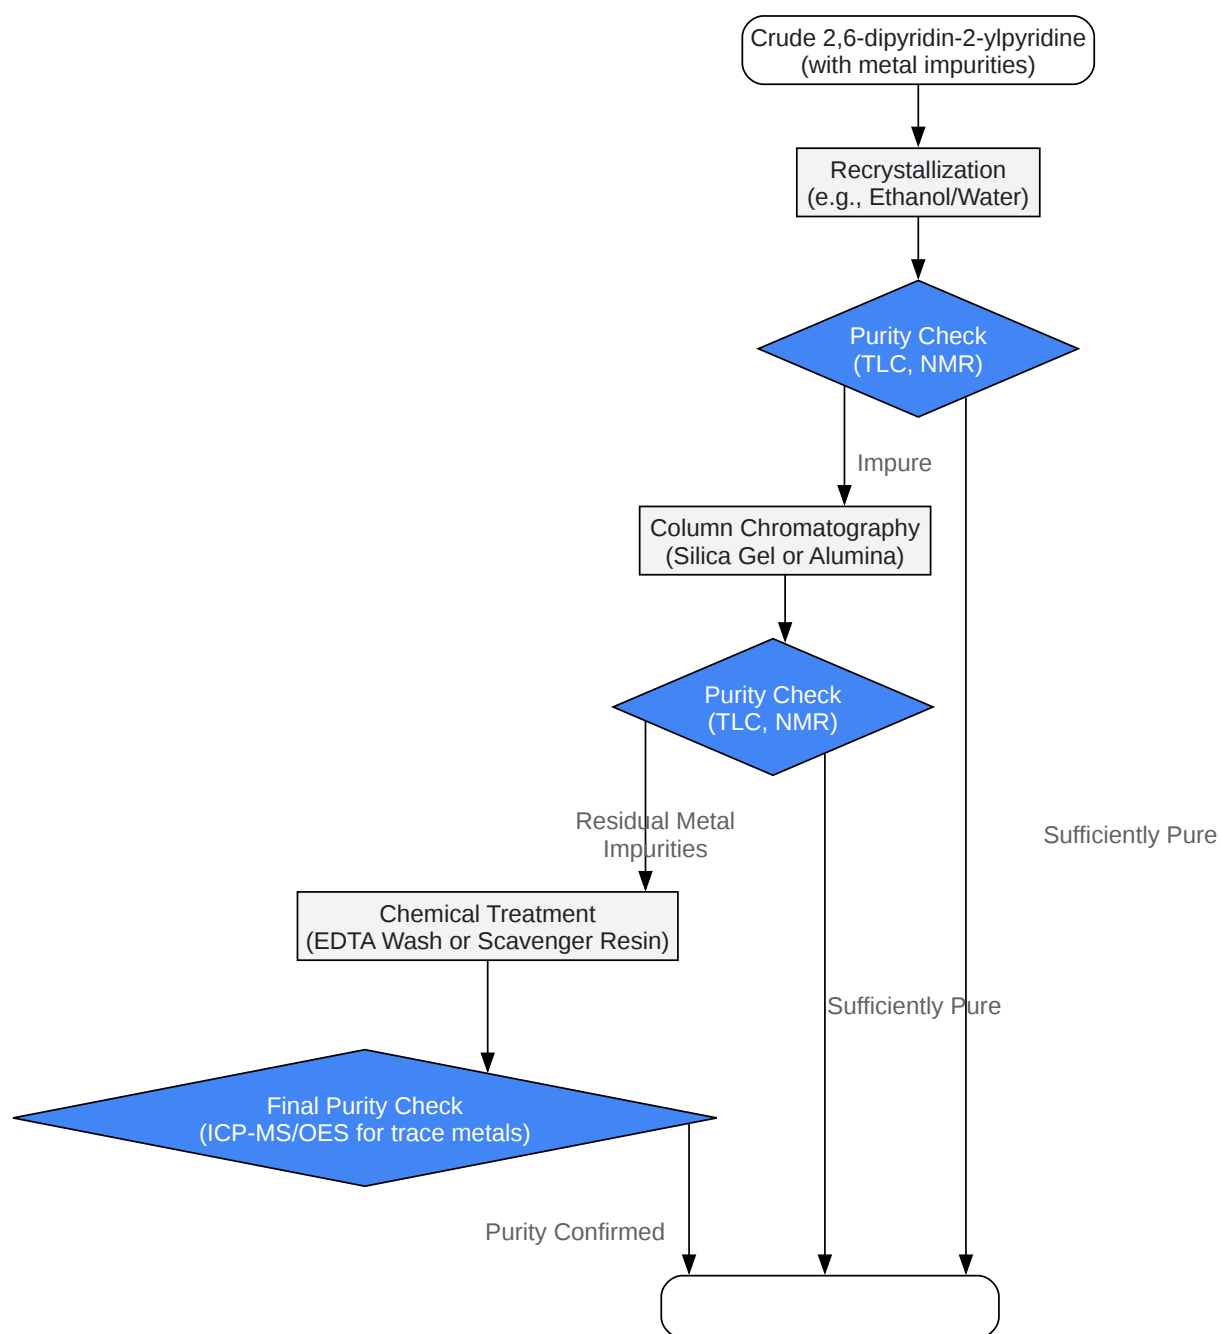 Crude 2,6-dipyridin-2-ylpyridine
(with metal impurities)
Recrystallization
(e.g., Ethanol/Water)
Purity Check
(TLC, NMR)
Impure
Column Chromatography
(Silica Gel or Alumina)
Purity Check
(TLC, NMR)
Residual Metal
Impurities
Sufficiently Pure
Chemical Treatment
(EDTA Wash or Scavenger Resin)
Sufficiently Pure
Final Purity Check
(ICP-MS/OES for trace metals)
Purity Confirmed